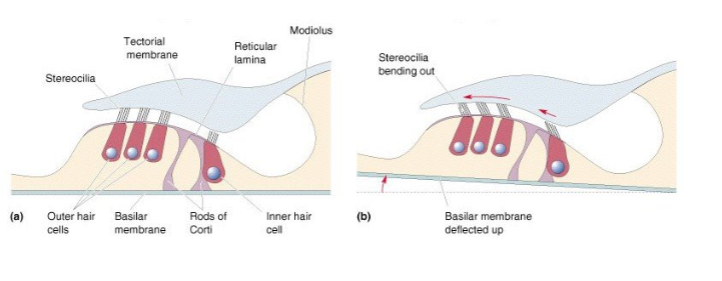 Modiolus
Tectorial
membrane
Reticular
lamina
Stereocilia
(a)
Outer hair
cells
Basilar
membrane
Rods of
Corti
Inner hair
cell
Stereocilia
bending out
(b)
Basilar membrane
deflected up